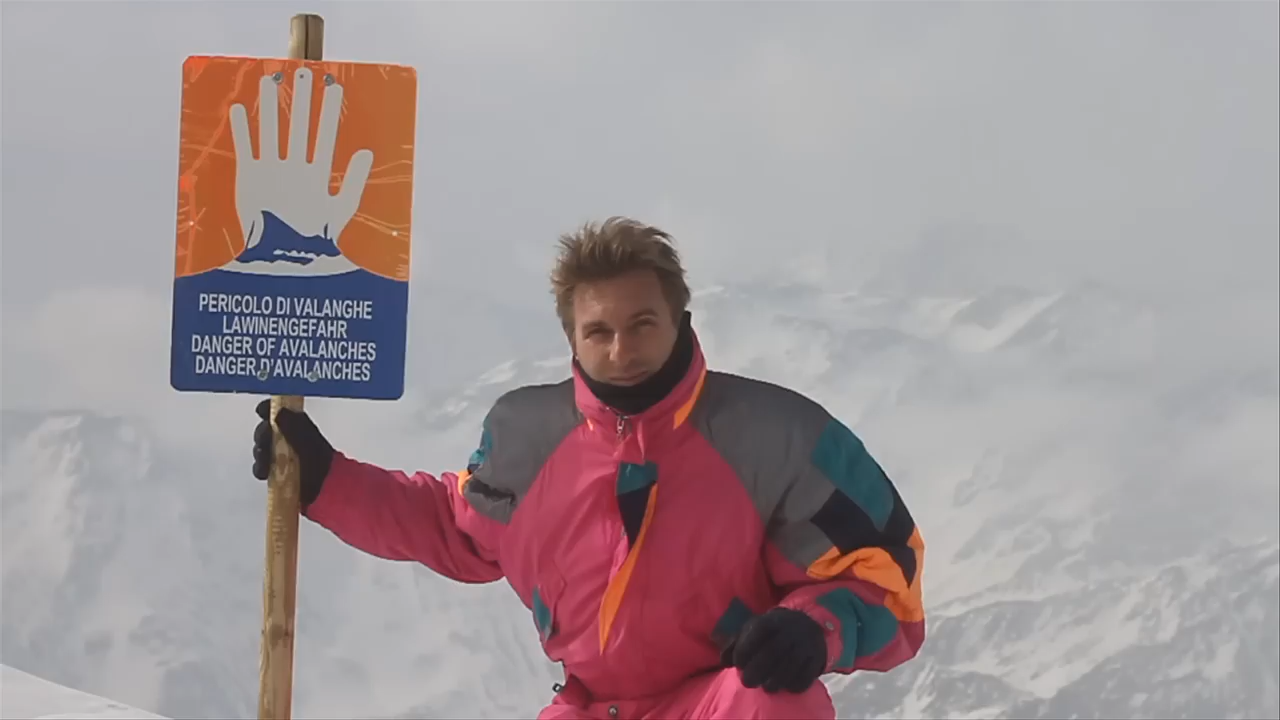 PERICOLO DI VALANGHE
LAWINENGEFAHR
DANGER OF AVALANCHES
DANGER D'AVALANCHES